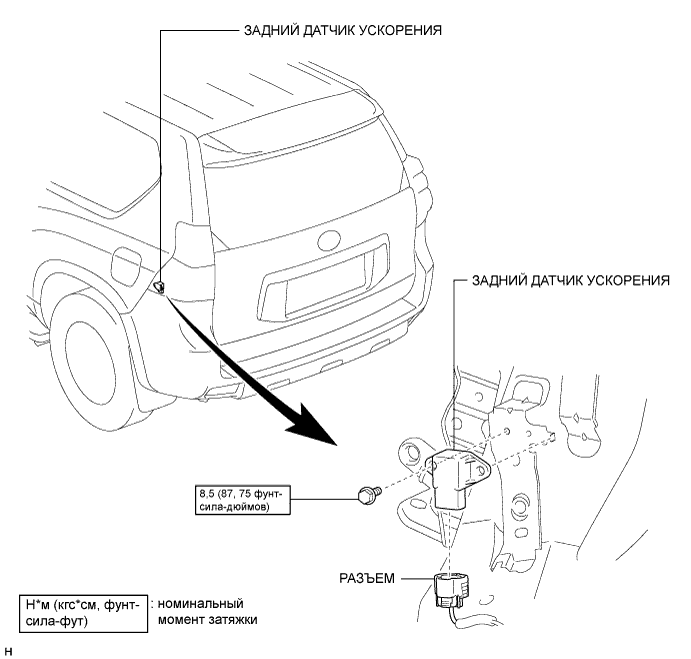 ЗАДНИЙ ДАТЧИК УСКОРЕНИЯ
ЗАДНИЙ ДАТЧИК УСКОРЕНИЯ
8,5 (87, 75 фунт-
сила-дюймов)
РАЗЪЕМ
Н*м (кгс*см, фунт-
сила-фут)
: номинальный
момент затяжки
Н